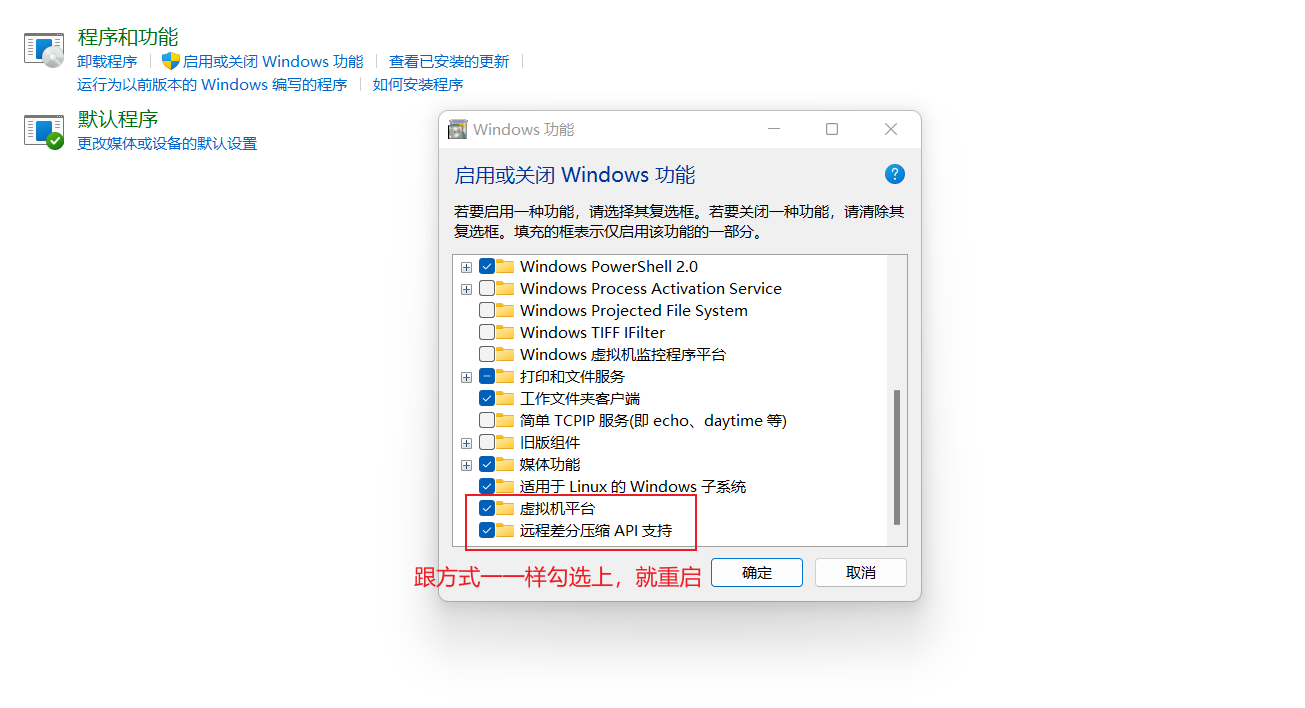 程序和功能
卸载程序 启用或关闭 Windows 功能 查看已安装的更新
运行为以前版本的 Windows 编写的程序 如何安装程序
默认程序
更改媒体或设备的默认设置
Windows 功能
启用或关闭 Windows 功能
?
若要启用一种功能，请选择其复选框。若要关闭一种功能，请清除其
复选框。填充的框表示仅启用该功能的一部分。
Windows PowerShell 2.0
Windows Process Activation Service
Windows Projected File System
Windows TIFF IFilter
Windows 虚拟机监控程序平台
打印和文件服务
工作文件夹客户端
简单 TCPIP 服务(即 echo、daytime 等)
旧版组件
媒体功能
适用于 Linux 的 Windows 子系统
虚拟机平台
远程差分压缩 API 支持
跟方式一一样勾选上，就重启
确定 取消